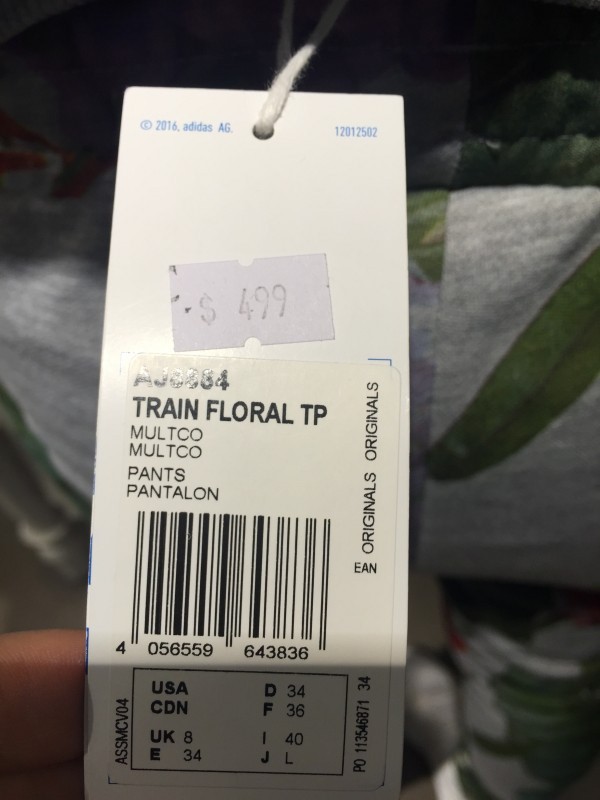 © 2016, adidas AG. 12012502
$ 499
TRAIN FLORAL TP
MULTCO
MULTCO
PANTS
PANTALON
ORIGINALS ORIGINALS
EAN
4 056559 643836
USA
CDN
UK 8
E 34
D 34
F 36
I 40
J L
ASSMCV04
PO 113546871 34